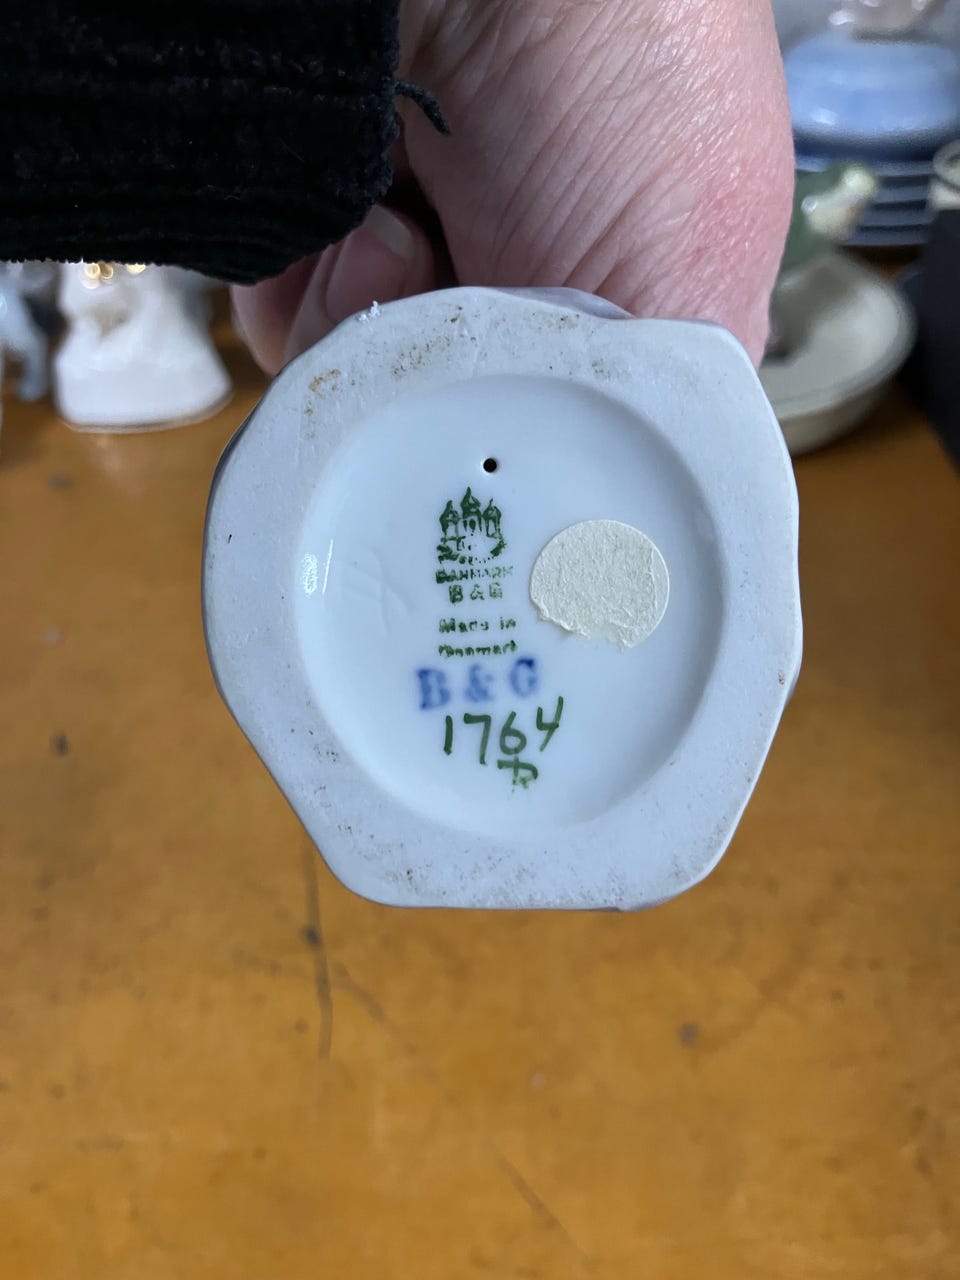 DANMARK
B & G
Made in
Denmark
B & G
1764